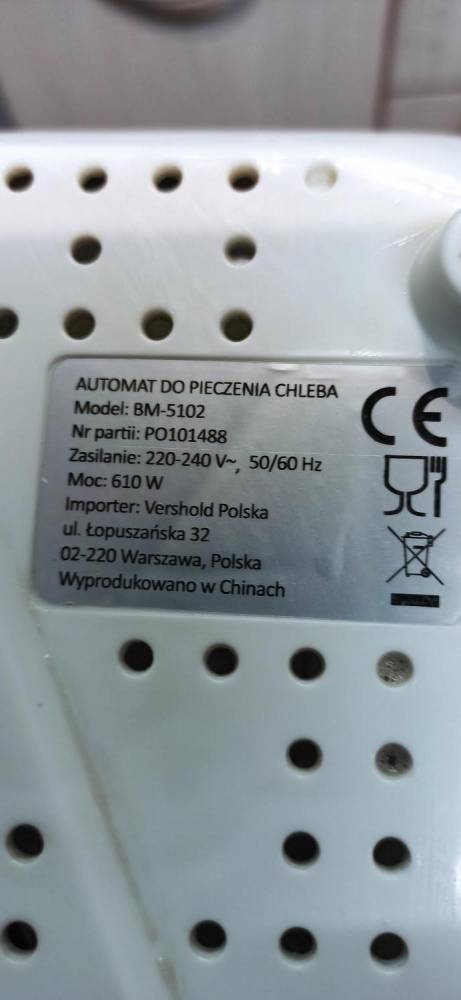 AUTOMAT DO PIECZENIA CHLEBA
Model: BM-5102
Nr partii: PO101488
Zasilanie: 220-240 V~, 50/60 Hz
Moc: 610 W
Importer: Vershold Polska
ul. Łopuszańska 32
02-220 Warszawa, Polska
Wyprodukowano w Chinach
CE